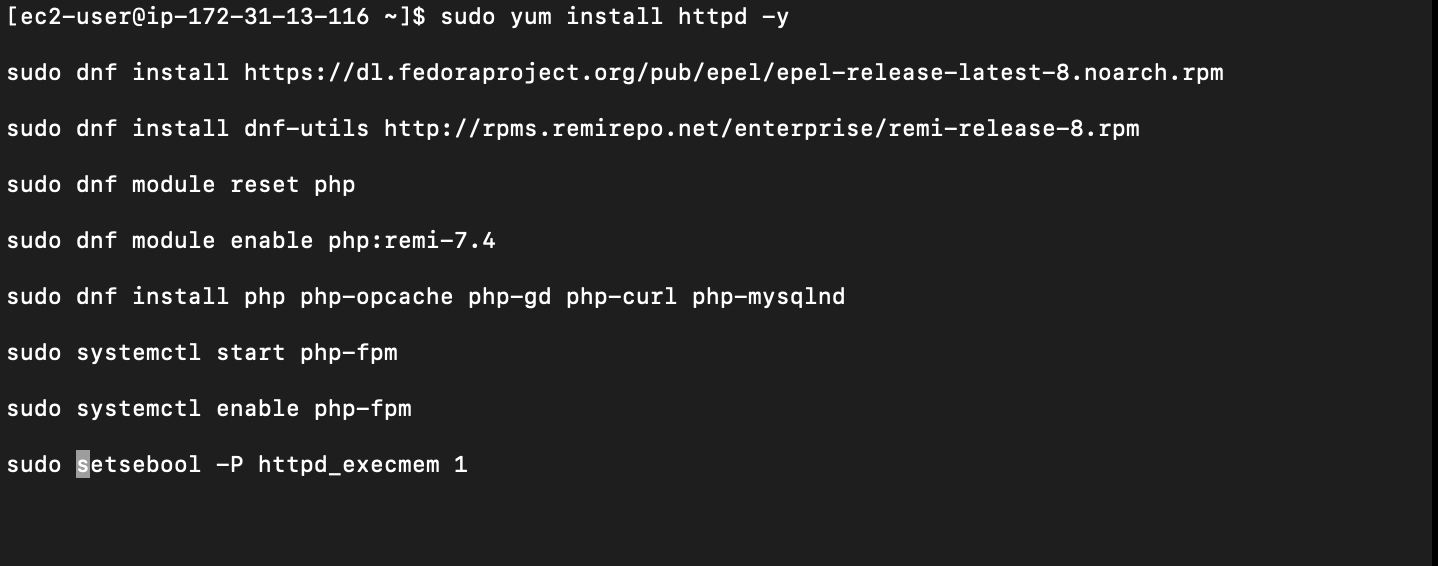 [ec2-user@ip-172-31-13-116 ~]$ sudo yum install httpd -y
sudo dnf install https://dl.fedoraproject.org/pub/epel/epel-release-latest-8.noarch.rpm
sudo dnf install dnf-utils http://rpms.remirepo.net/enterprise/remi-release-8.rpm
sudo dnf module reset php
sudo dnf module enable php:remi-7.4
sudo dnf install php php-opcache php-gd php-curl php-mysqlnd
sudo systemctl start php-fpm
sudo systemctl enable php-fpm
sudo setsebool -P httpd_execmem 1